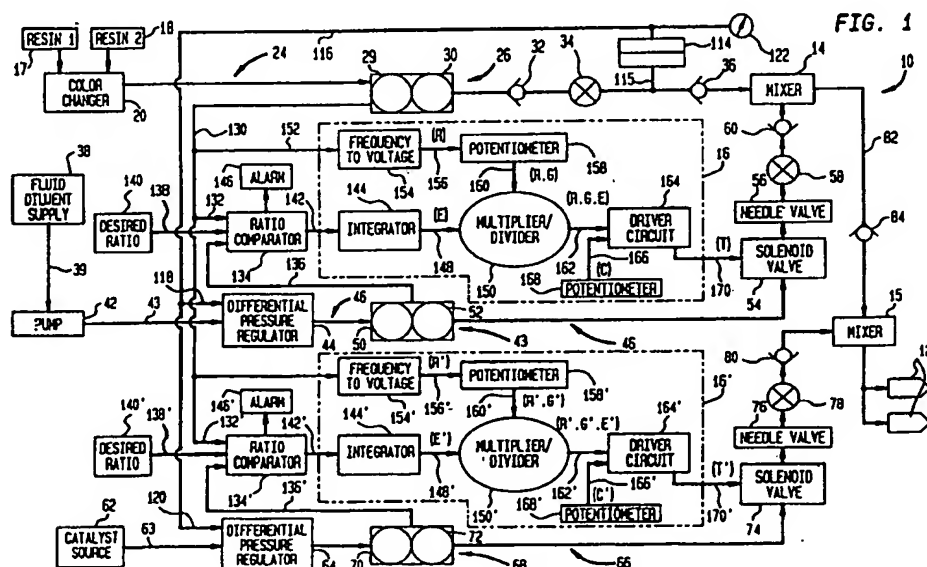 FIG. 1
RESIN 1
RESIN 2
18
17
116
114
122
115
24
29
30
26
32
34
36
14
MIXER
10
COLOR
CHANGER
20
130
152
60
82
38
FLUID
DILUENT
SUPPLY
140
DESIRED
RATIO
138
132
146
ALARM
RATIO
COMPARATOR
134
142
144
INTEGRATOR
FREQUENCY
TO VOLTAGE
154
(R)
156
POTENTIOMETER
158
160
(R.G)
16
(E)
148
MULTIPLIER/
DIVIDER
150
(R.G.E)
162
164
DRIVER
CIRCUIT
166
(C)
168
POTENTIOMETER
(T)
170
56
58
NEEDLE VALVE
SOLENOID
VALVE
54
84
39
136
118
42
PUMP
43
DIFFERENTIAL
PRESSURE
REGULATOR
44
46
50
52
43
46
15
MIXER
12
80
FREQUENCY
TO VOLTAGE
154'
(R')
156'
POTENTIOMETER
158'
160'
(R'.G')
16'
140'
DESIRED
RATIO
138'
132'
146'
ALARM
RATIO
COMPARATOR
134'
142'
144'
INTEGRATOR
(E')
148'
MULTIPLIER/
DIVIDER
150'
(R'.G'.E')
162'
164'
DRIVER
CIRCUIT
166'
(C')
168'
POTENTIOMETER
(T')
170'
76
78
NEEDLE VALVE
SOLENOID
VALVE
74
136'
120
62
CATALYST
SOURCE
63
DIFFERENTIAL
PRESSURE
REGULATOR
64
70
72
68
66